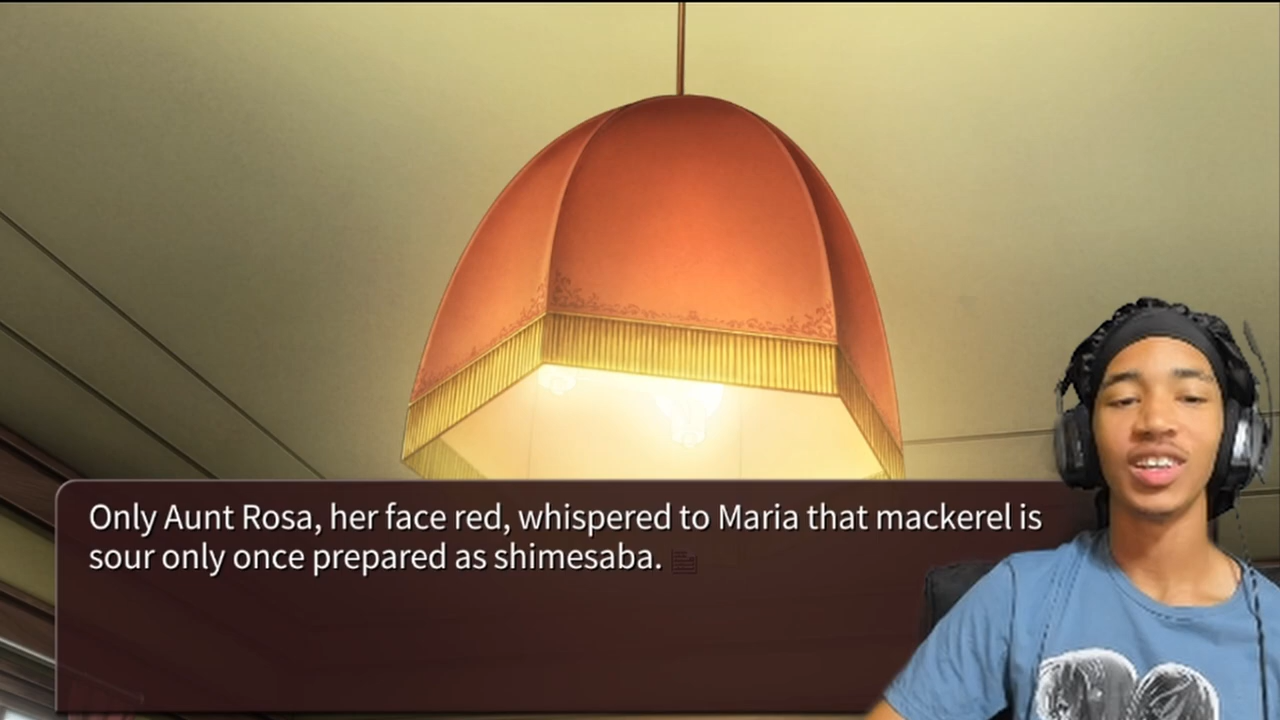 Only Aunt Rosa, her face red, whispered to Maria that mackerel is
sour only once prepared as shimesaba.